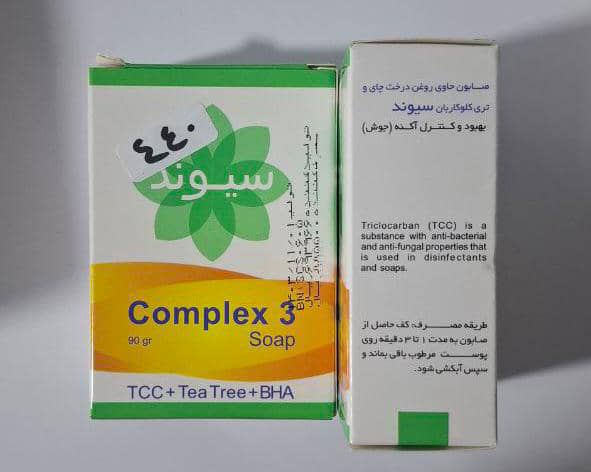 ۴۴۰
سیوند
Complex 3
90 gr
Soap
TCC+Tea Tree+BHA
صابون حاوی روغن درخت چای و
تری کلوکاربان سیوند
بهبود و کنترل آکنه (جوش)
Triclocarban (TCC) is a
substance with anti-bacterial
and anti-fungal properties that
is used in disinfectants
and soaps.
طریقه مصرف: کف حاصل از
صابون به مدت ۱ تا ۳ دقیقه روی
پوست مرطوب باقی بماند و
سپس آبکشی شود.